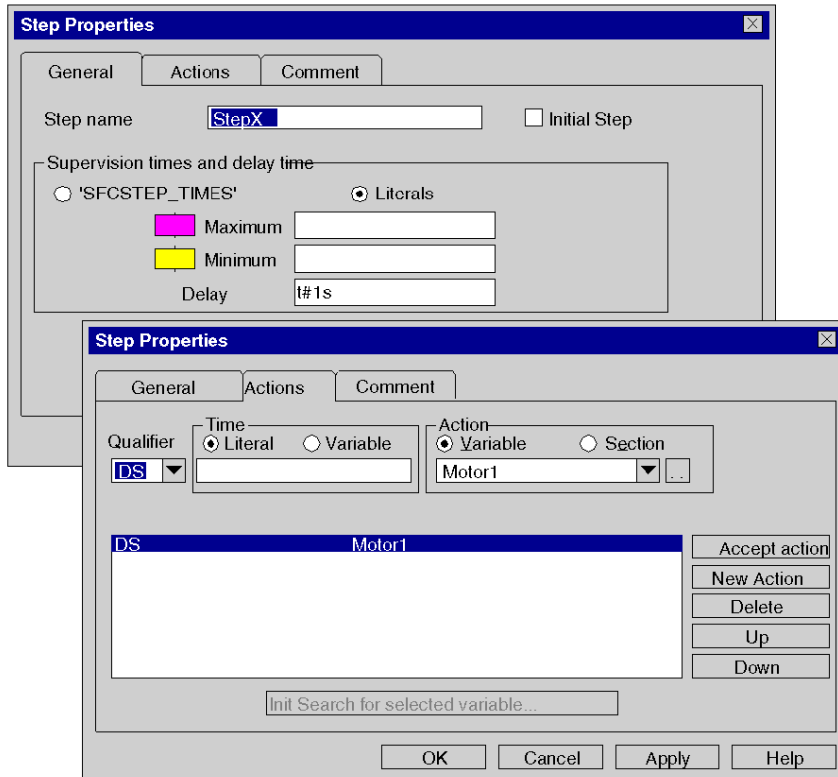 Step Properties
General Actions Comment
Step name StepX Initial Step
Supervision times and delay time
'SFCSTEP_TIMES' Literals
Maximum
Minimum
Delay t#1s
Step Properties
General Actions Comment
Qualifier Time Action
Literal Variable Variable Section
DS Motor1 ..
DS Motor1
Accept action
New Action
Delete
Up
Down
Init Search for selected variable...
OK Cancel Apply Help